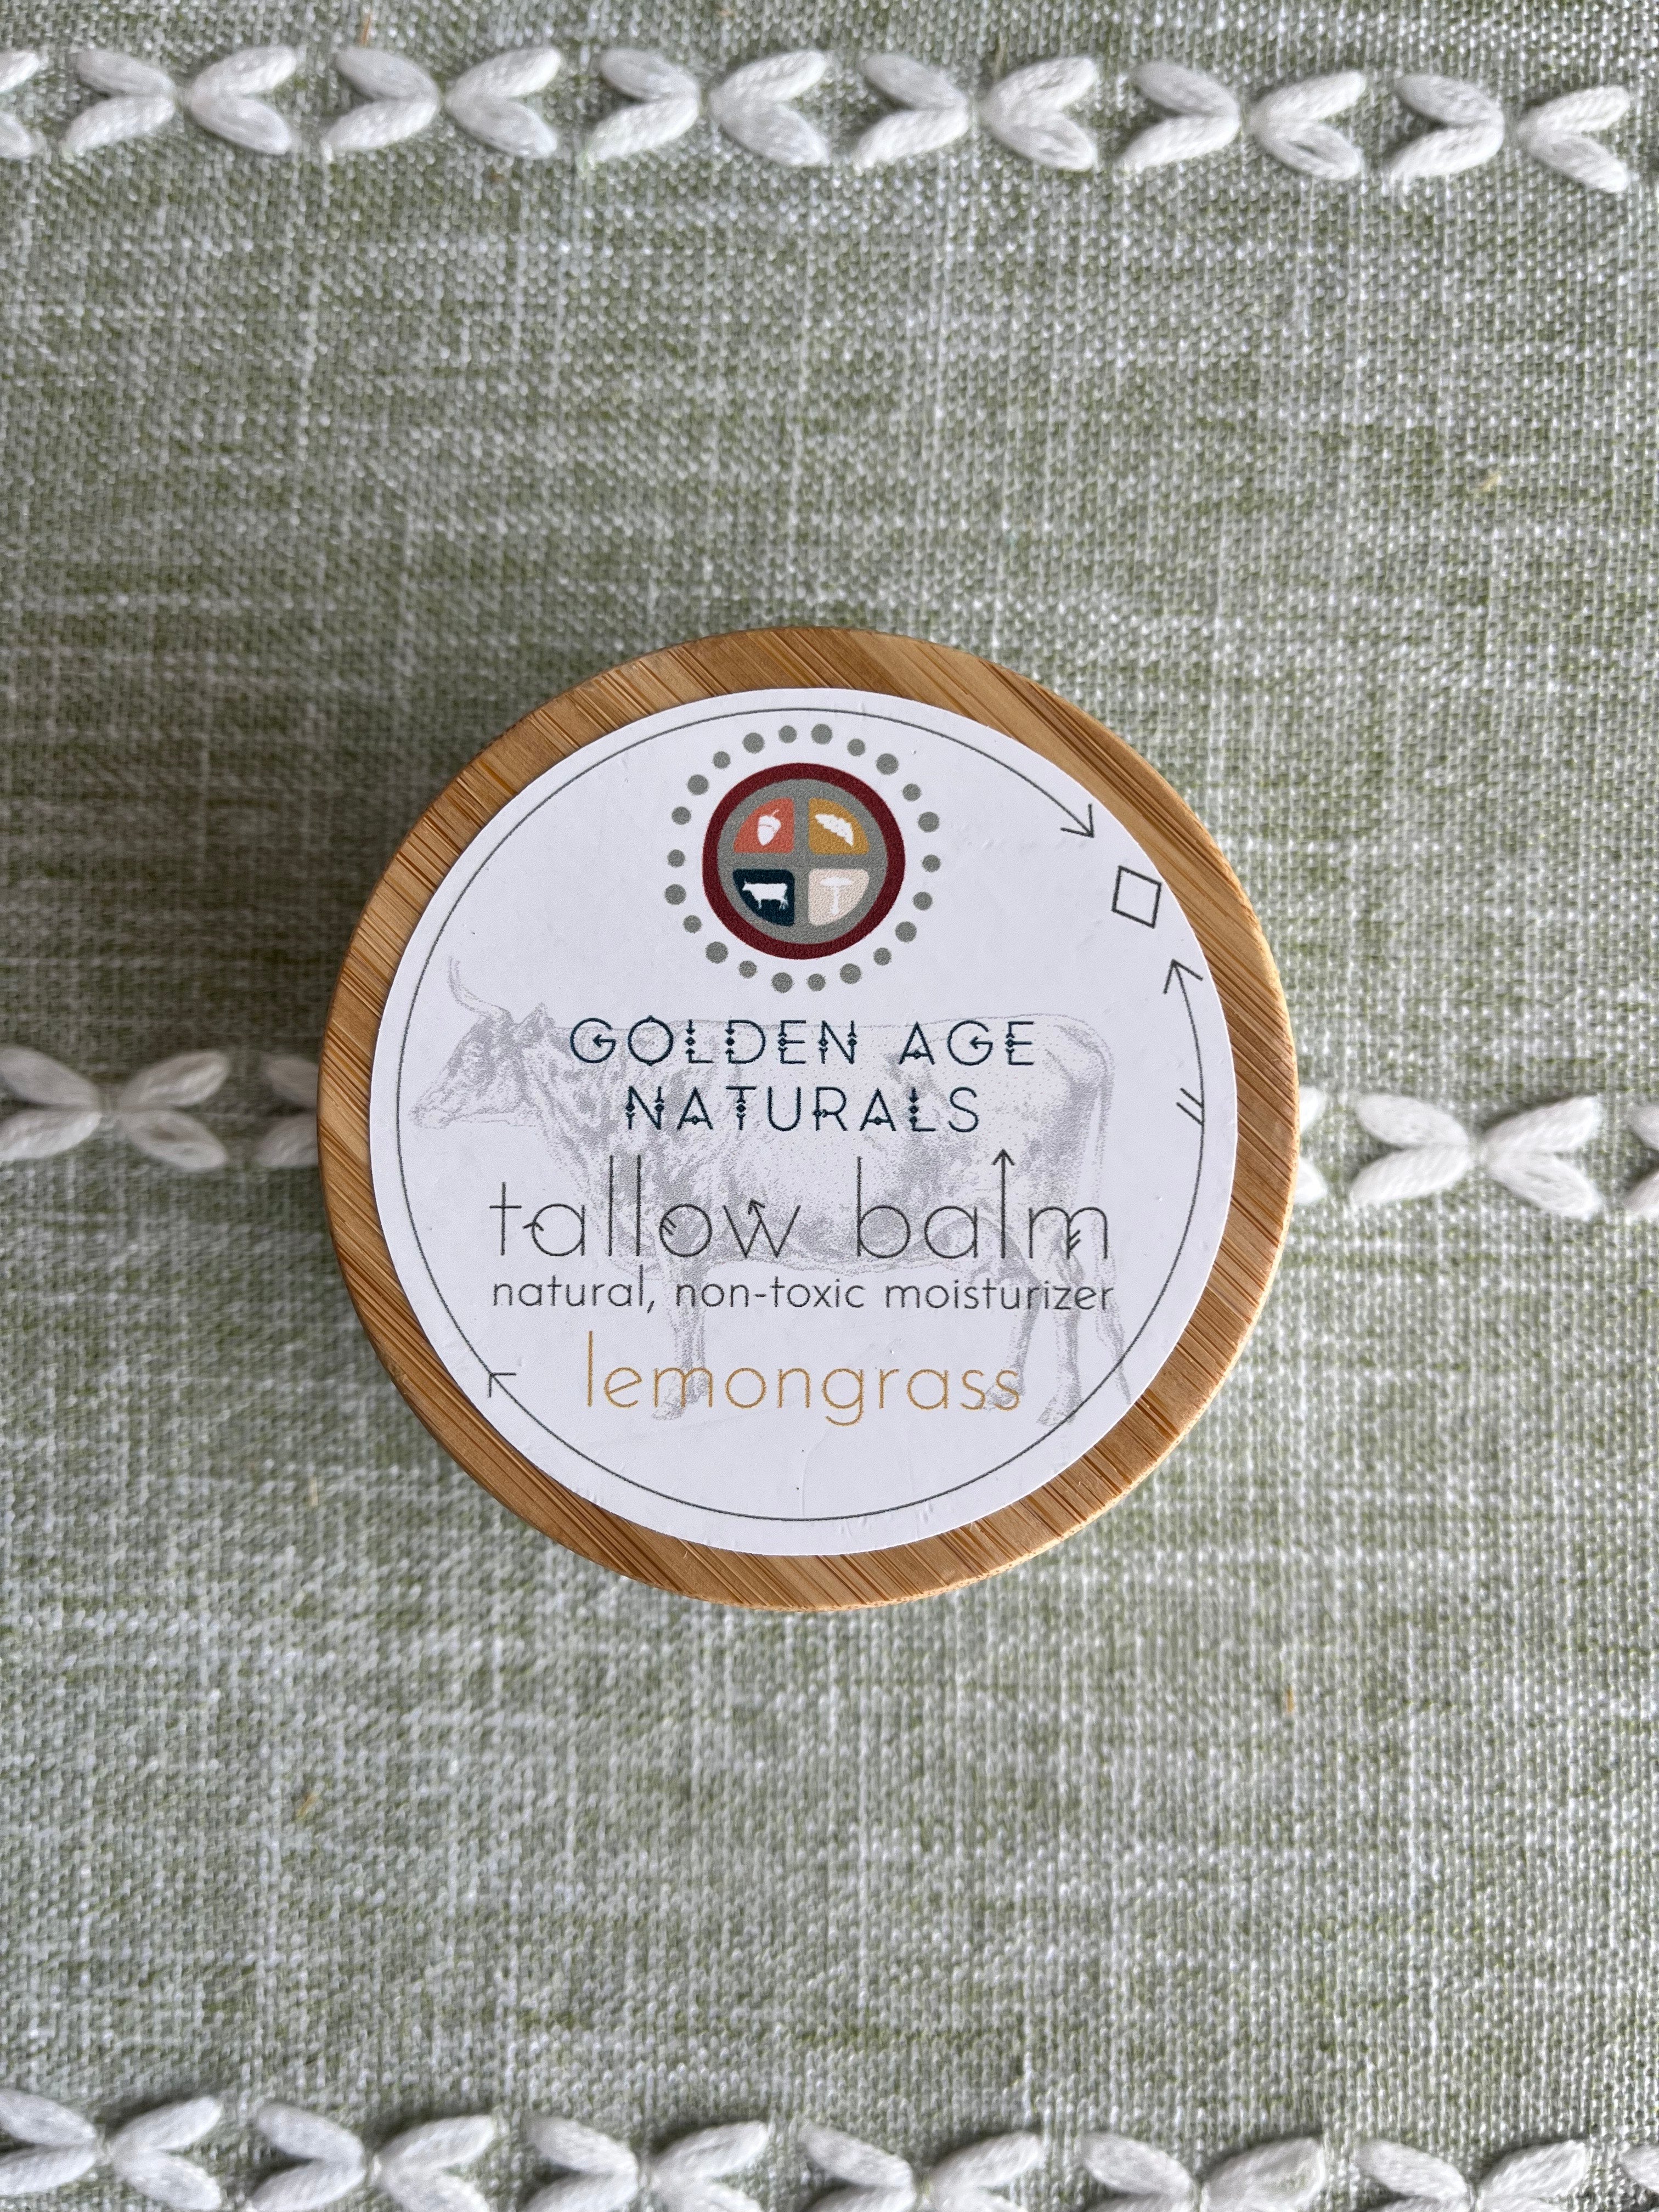 GOLDEN AGE
NATURALS
tallow balm
natural, non-toxic moisturizer
lemongrass